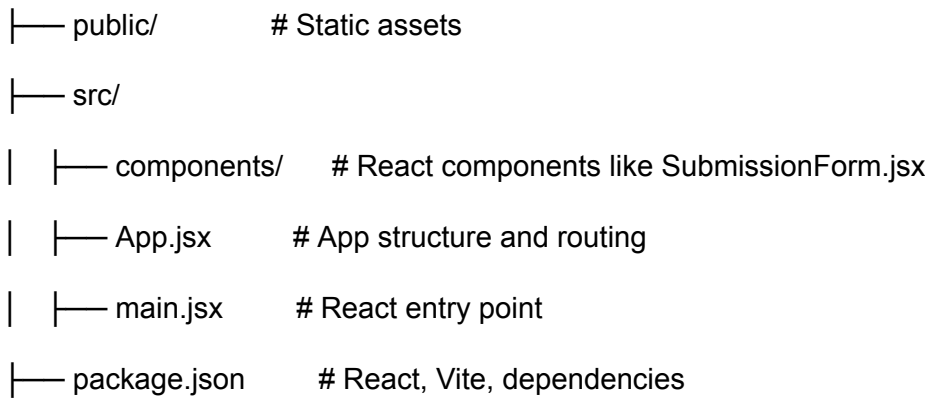 ├── public/ # Static assets
├── src/
│ ├── components/ # React components like SubmissionForm.jsx
│ ├── App.jsx # App structure and routing
│ ├── main.jsx # React entry point
├── package.json # React, Vite, dependencies